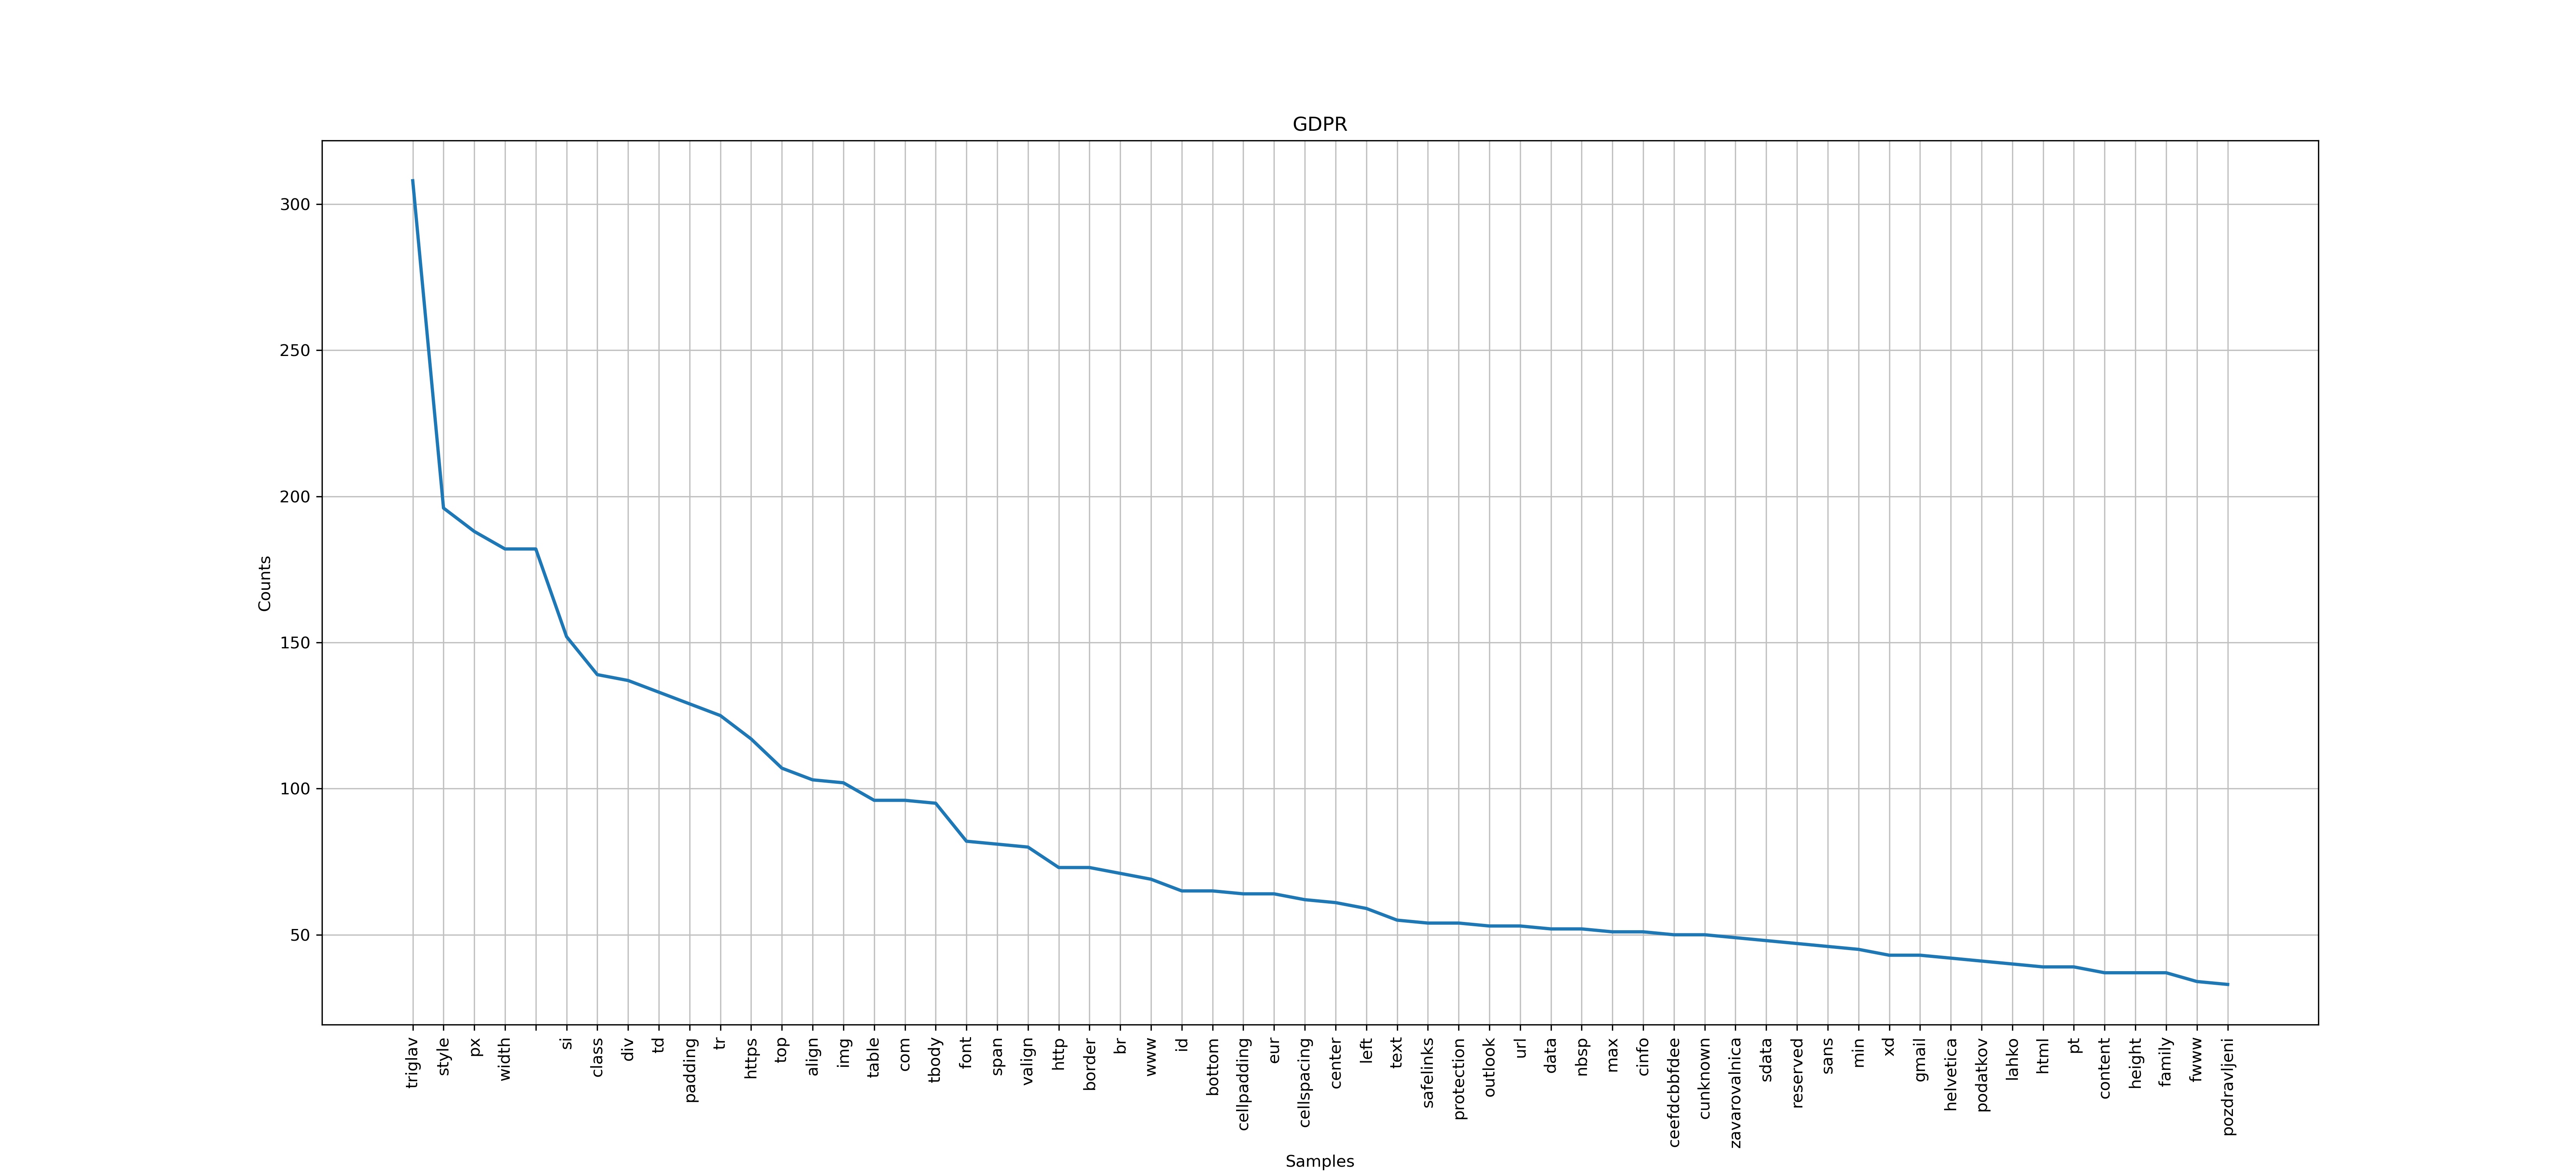 GDPR
300
250
200
150
100
50
Counts
triglav
style
px
width
si
class
div
td
padding
tr
https
top
align
img
table
com
tbody
font
span
valign
http
border
br
www
id
bottom
cellpadding
eur
cellspacing
center
left
text
safelinks
protection
outlook
url
data
nbsp
max
cinfo
ceefdcbbfdee
cunknown
zavarovalnica
sdata
reserved
sans
min
xd
gmail
helvetica
podatkov
lahko
html
pt
content
height
family
fwww
pozdravljeni
Samples